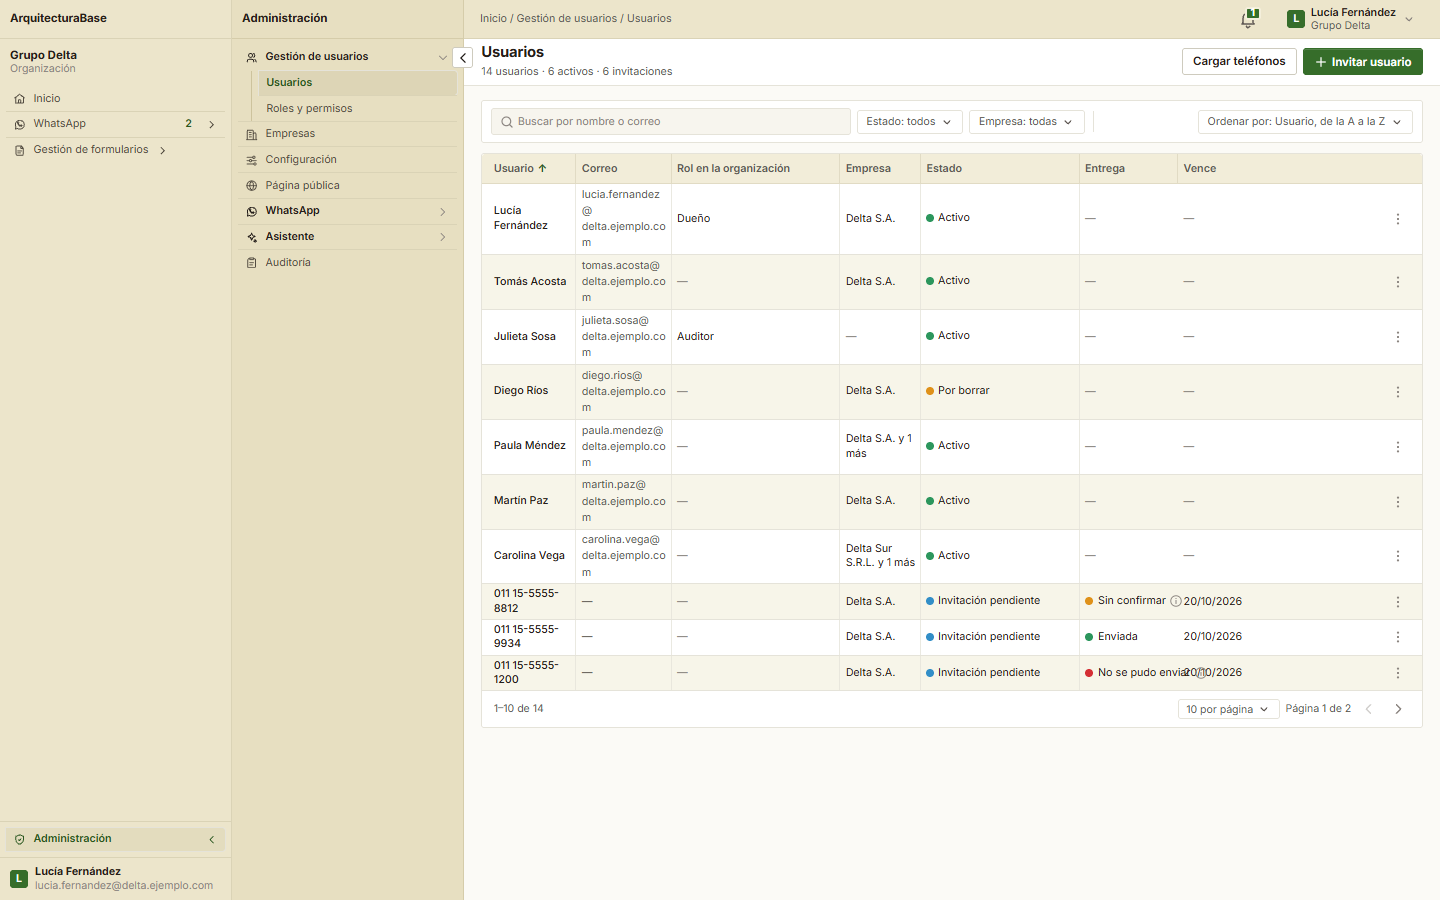 ArquitecturaBase
Administración
Inicio / Gestión de usuarios / Usuarios
1
L
Lucía Fernández
Grupo Delta
Grupo Delta
Organización
Inicio
WhatsApp 2
Gestión de formularios
Gestión de usuarios
Usuarios
Roles y permisos
Empresas
Configuración
Página pública
WhatsApp
Asistente
Auditoría
Usuarios
14 usuarios · 6 activos · 6 invitaciones
Cargar teléfonos
Invitar usuario
Buscar por nombre o correo
Estado: todos
Empresa: todas
Ordenar por: Usuario, de la A a la Z
Usuario Correo Rol en la organización Empresa Estado Entrega Vence
Lucía
Fernández
lucia.fernandez
@
delta.ejemplo.co
m
Dueño
Delta S.A.
Activo
—
—
Tomás Acosta
tomas.acosta@
delta.ejemplo.co
m
—
Delta S.A.
Activo
—
—
Julieta Sosa
julieta.sosa@
delta.ejemplo.co
m
Auditor
—
Activo
—
—
Diego Ríos
diego.rios@
delta.ejemplo.co
m
—
Delta S.A.
Por borrar
—
—
Paula Méndez
paula.mendez@
delta.ejemplo.co
m
—
Delta S.A. y 1
más
Activo
—
—
Martín Paz
martin.paz@
delta.ejemplo.co
m
—
Delta S.A.
Activo
—
—
Carolina Vega
carolina.vega@
delta.ejemplo.co
m
—
Delta Sur
S.R.L. y 1 más
Activo
—
—
011 15-5555-
8812
—
—
Delta S.A.
Invitación pendiente
Sin confirmar
20/10/2026
011 15-5555-
9934
—
—
Delta S.A.
Invitación pendiente
Enviada
20/10/2026
011 15-5555-
1200
—
—
Delta S.A.
Invitación pendiente
No se pudo enviar
20/10/2026
1–10 de 14
10 por página
Página 1 de 2
Administración
L
Lucía Fernández
lucia.fernandez@delta.ejemplo.com